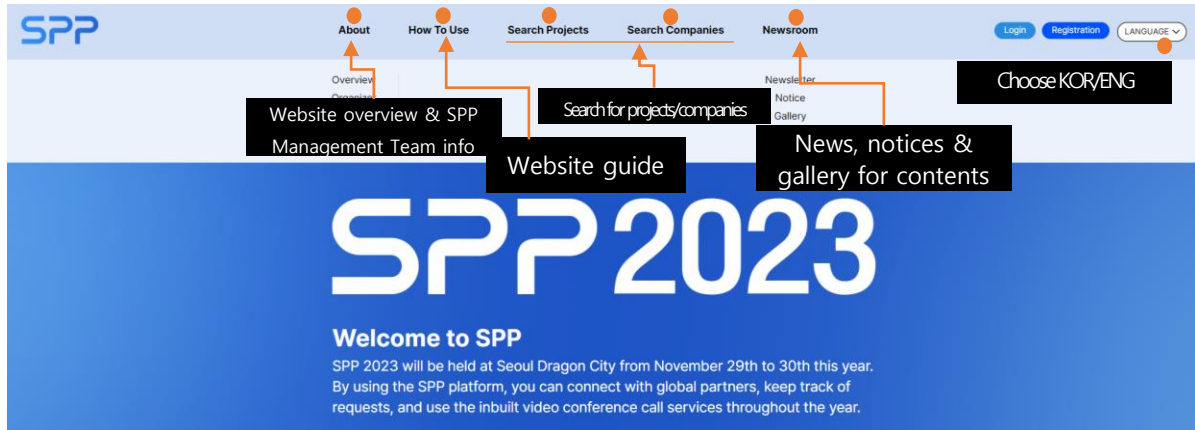 SPP
About How To Use Search Projects Search Companies Newsroom
Login Registration LANGUAGE
Overview
Newsletter
Notice
Gallery
Website overview & SPP
Management Team info
Website guide
Search for projects/companies
News, notices &
gallery for contents
Choose KOR/ENG
SPP 2023
Welcome to SPP
SPP 2023 will be held at Seoul Dragon City from November 29th to 30th this year.
By using the SPP platform, you can connect with global partners, keep track of
requests, and use the inbuilt video conference call services throughout the year.